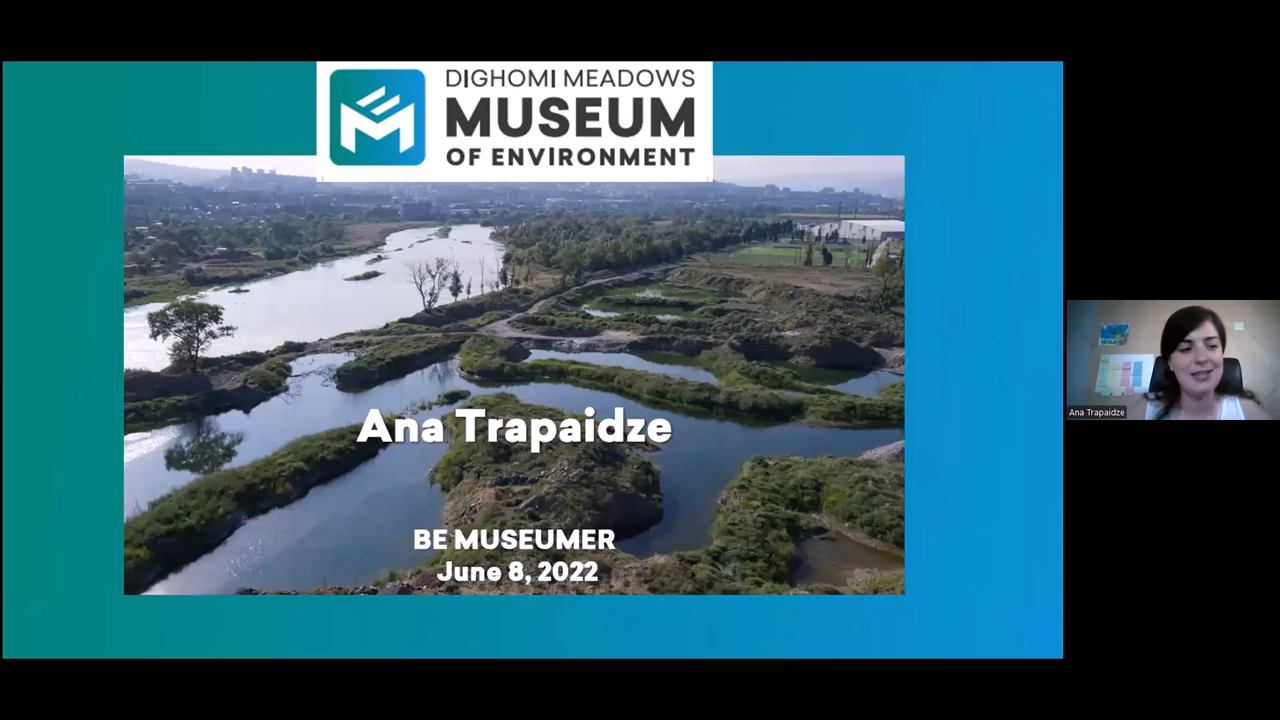 DIGHOMI MEADOWS
MUSEUM
OF ENVIRONMENT
Ana Trapaidze
BE MUSEUMER
June 8, 2022
Ana Trapaidze